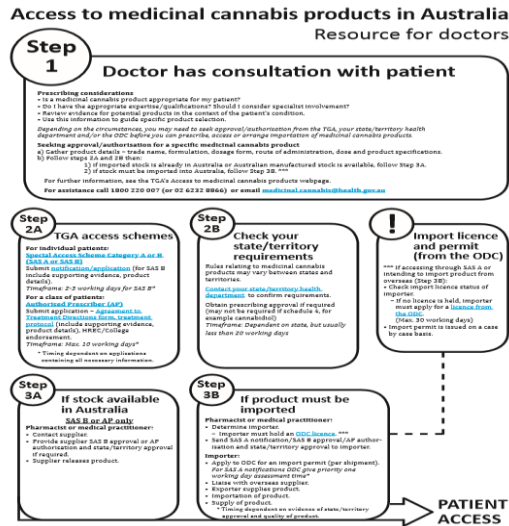 Access to medicinal cannabis products in Australia
Resource for doctors
Step
1
Doctor has consultation with patient
Prescribing considerations
• Is a medicinal cannabis product appropriate for my patient?
• Do I have the appropriate expertise/qualifications? Should I consider specialist involvement?
• Review evidence for potential products in the content of the patient's condition.
• Use this information to guide specific product selection.
Depending on the circumstances, you may need to seek approval/authorisation from the TGA, your state/territory health
department and/or the ODC before you can prescribe, access or arrange importation of medicinal cannabis products.
Seeking approval/authorisation for a specific medicinal cannabis product
a) Gather product details – trade name, formulation, dosage form, route of administration, dose and product specifications.
b) Follow steps 2A and 2B then:
1) If imported stock is already in Australia or Australian manufactured stock is available, follow Step 3A.
2) If stock must be imported into Australia, follow Step 3B. ***
For further information, see the TGA's Access to medicinal cannabis products webpage.
For assistance call 1800 220 007 (or 02 6232 8866) or email medicinal.cannabis@health.gov.au
Step
2A
TGA access schemes
For individual patients:
Special Access Scheme Category A or B
(SAS A or SAS B)
Submit notification/application (for SAS B
include supporting evidence, product
details).
Timeframe: 2-3 working days for SAS B*
For a class of patients:
Authorised Prescriber (AP)
Submit application – Agreement to
Treatment Directions form, treatment
protocol (include supporting evidence,
product details), HREC/College
endorsement.
Timeframe: Max. 10 working days*
* Timing dependent on applications
containing all necessary information.
Step
2B
Check your
state/territory
requirements
Rules relating to medicinal cannabis
products may vary between states and
territories.
Contact your state/territory health
department to confirm requirements.
Obtain prescribing approval if required
(may not be required if schedule 4, for
example cannabidiol)
Timeframe: Dependent on state, but usually
less than 20 working days
!
Import licence
and permit
(from the ODC)
*** If accessing through SAS A or
intending to import product from
overseas (Step 3B):
• Check import licence status of
importer.
– If no licence is held, importer
must apply for a licence from
the ODC.
(Max. 30 working days)
• Import permit is issued on a case
by case basis.
Step
3A
If stock available
in Australia
SAS B or AP only
Pharmacist or medical practitioner:
• Contact supplier.
• Provide supplier SAS B approval or AP
authorisation and state/territory approval
if required.
• Supplier releases product.
Step
3B
If product must be
imported
Pharmacist or medical practitioner:
• Determine importer.
– Importer must hold an ODC licence. ***
• Send SAS A notification/SAS B approval/AP author-
isation and state/territory approval to importer.
Importer:
• Apply to ODC for an import permit (per shipment).
For SAS A notifications ODC give priority one
working day assessment time*
• Liaise with overseas supplier.
• Exporter supplies product.
• Importation of product.
• Supply of product.
* Timing dependent on evidence of state/territory
approval and quality of product.
PATIENT
ACCESS